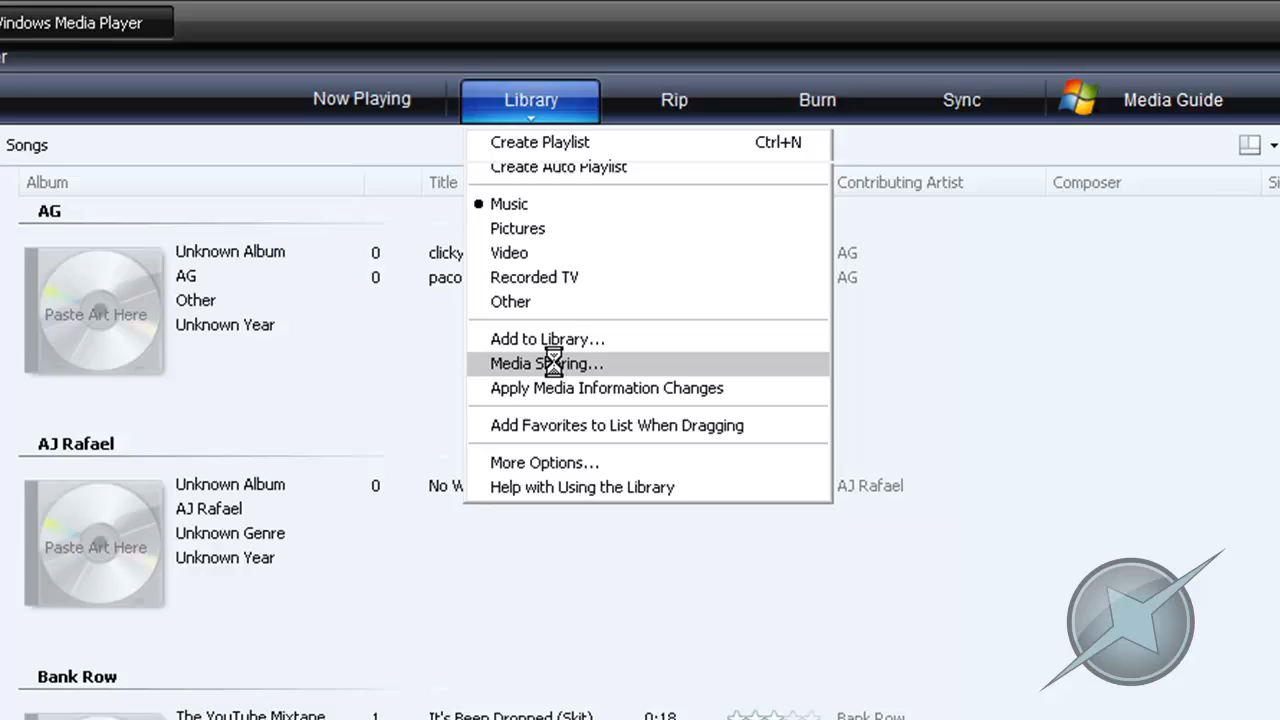 indows Media Player
r
Now Playing
Library
Rip
Burn
Sync
Media Guide
Songs
Create Playlist Ctrl+N
Create Auto Playlist
Music
Pictures
Video
Recorded TV
Other
Add to Library...
Media Sharing...
Apply Media Information Changes
Add Favorites to List When Dragging
More Options...
Help with Using the Library
Album Title Contributing Artist Composer Si
AG
Paste Art Here
Unknown Album 0 clicky AG
AG 0 paco AG
Other
Unknown Year
AJ Rafael
Paste Art Here
Unknown Album 0 No W AJ Rafael
AJ Rafael
Unknown Genre
Unknown Year
Bank Row
The YouTube Mixtape 1 It's Been Dropped (Skit) 0:18 Bank Row